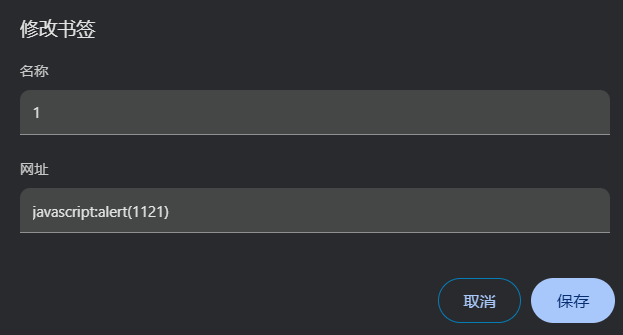 修改书签
名称
1
网址
javascript:alert(1121)
取消 保存